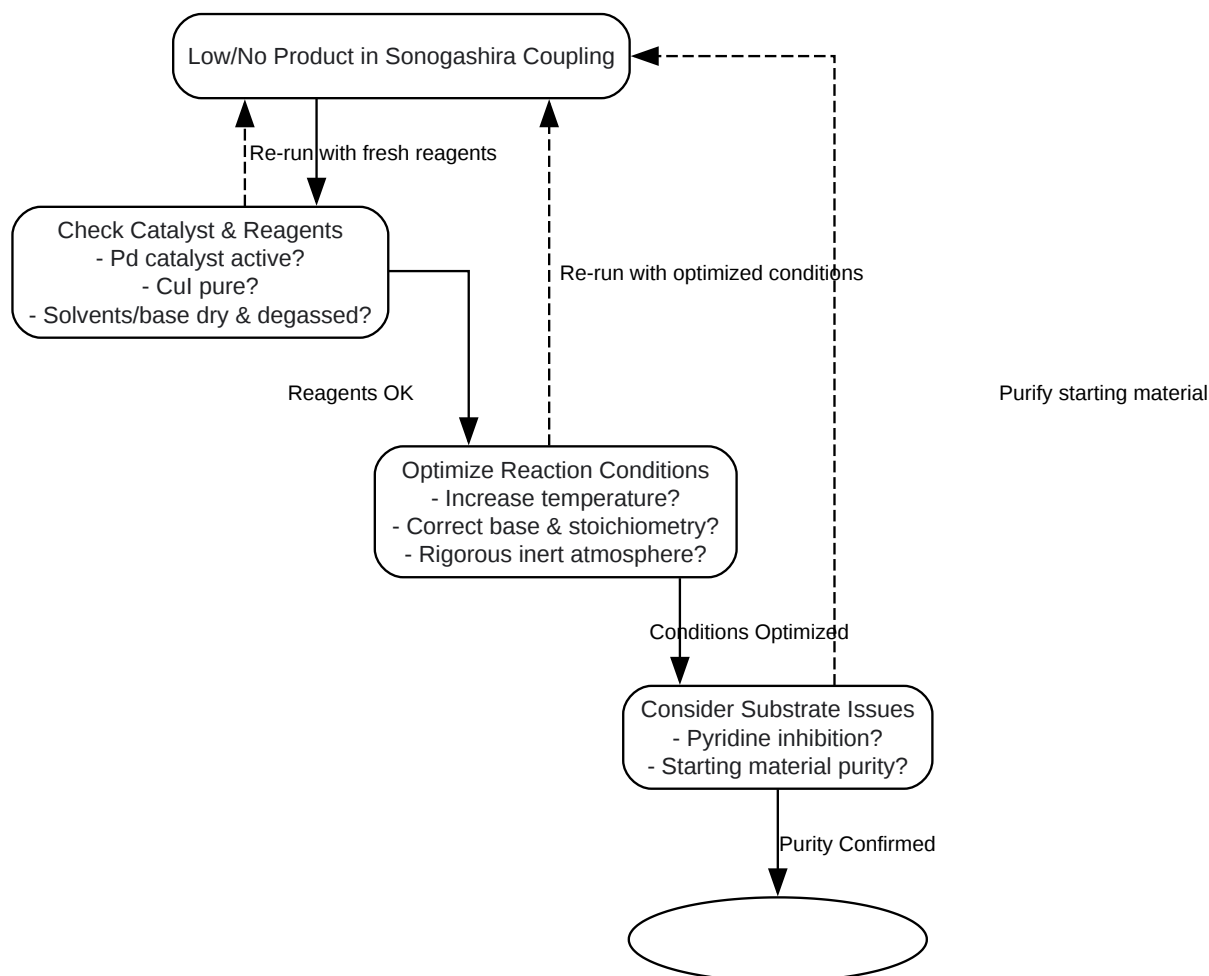 Low/No Product in Sonogashira Coupling
Re-run with fresh reagents
Check Catalyst & Reagents
- Pd catalyst active?
- CuI pure?
- Solvents/base dry & degassed?
Re-run with optimized conditions
Reagents OK
Purify starting material
Optimize Reaction Conditions
- Increase temperature?
- Correct base & stoichiometry?
- Rigorous inert atmosphere?
Conditions Optimized
Consider Substrate Issues
- Pyridine inhibition?
- Starting material purity?
Purity Confirmed